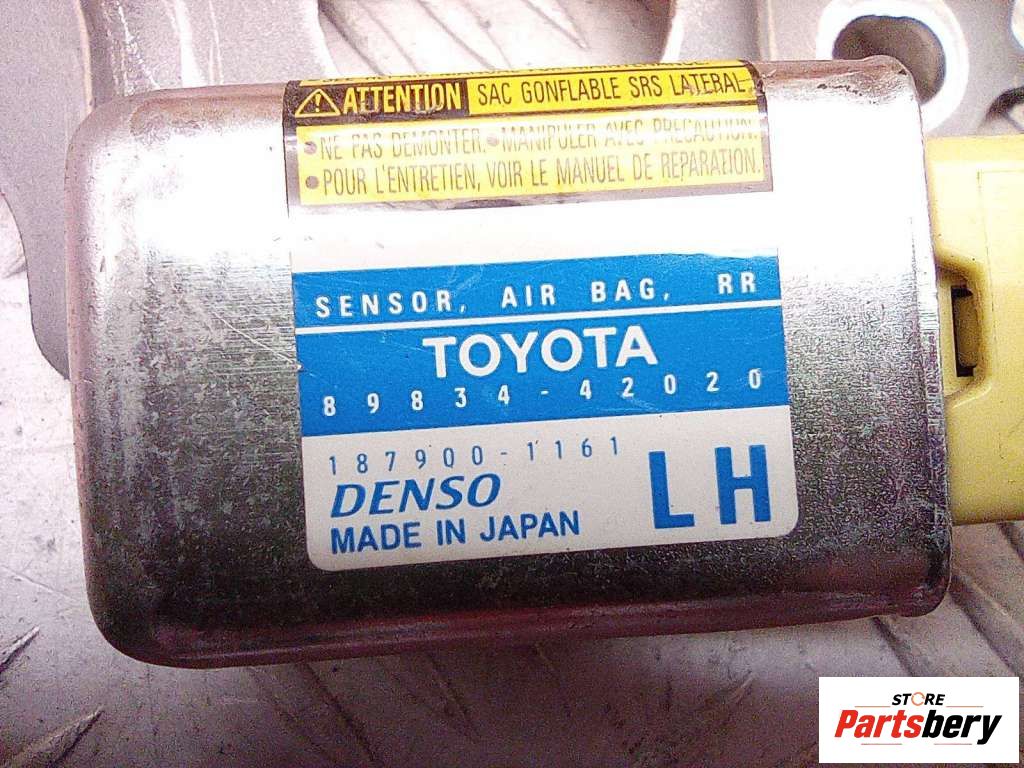 ATTENTION SAC GONFLABLE SRS LATERAL
•NE PAS DEMONTER.•MANIPULER AVEC PRECAUTION.
•POUR L'ENTRETIEN, VOIR LE MANUEL DE REPARATION.
SENSOR, AIR BAG, RR
TOYOTA
89834-42020
187900-1161
DENSO
LH
MADE IN JAPAN
STORE
Partsbery